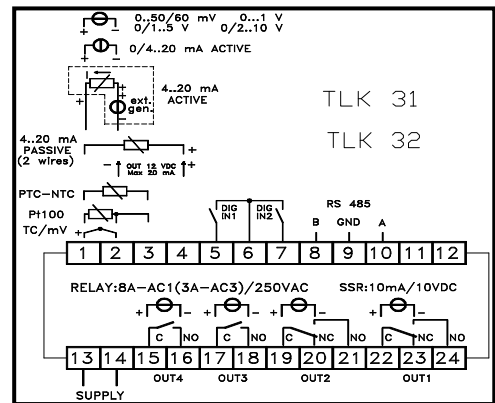 0..50/60 mV 0...1 V
0/1..5 V 0/2..10 V
+ -
0/4..20 mA ACTIVE
+ -
4..20 mA
ACTIVE
ext.
gen.
+
+
-
TLK 31
TLK 32
4..20 mA
PASSIVE
(2 wires)
+
- OUT 12 VDC +
Max 20 mA
PTC-NTC
Pt100
TC/mV + -
DIG
IN1
DIG
IN2
RS 485
B GND A
1 2 3 4 5 6 7 8 9 10 11 12
RELAY:8A-AC1(3A-AC3)/250VAC SSR:10mA/10VDC
+ - + - + - + -
C NO C NO C NC NO C NC NO
13 14 15 16 17 18 19 20 21 22 23 24
OUT4 OUT3 OUT2 OUT1
SUPPLY